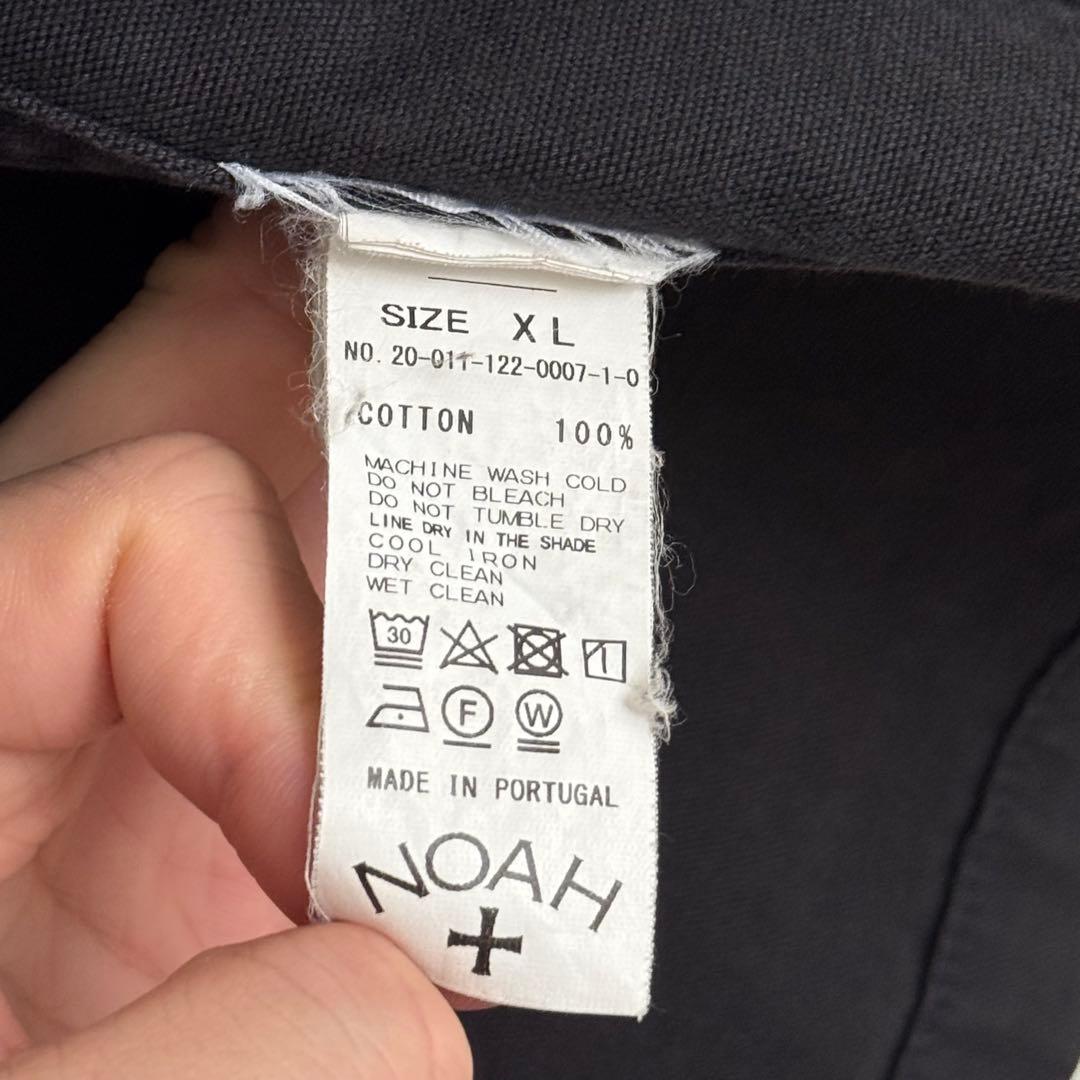 SIZE XL
NO. 20-011-122-0007-1-0
COTTON 100%
MACHINE WASH COLD
DO NOT BLEACH
DO NOT TUMBLE DRY
LINE DRY IN THE SHADE
COOL IRON
DRY CLEAN
WET CLEAN
30
F W
MADE IN PORTUGAL
NOAH